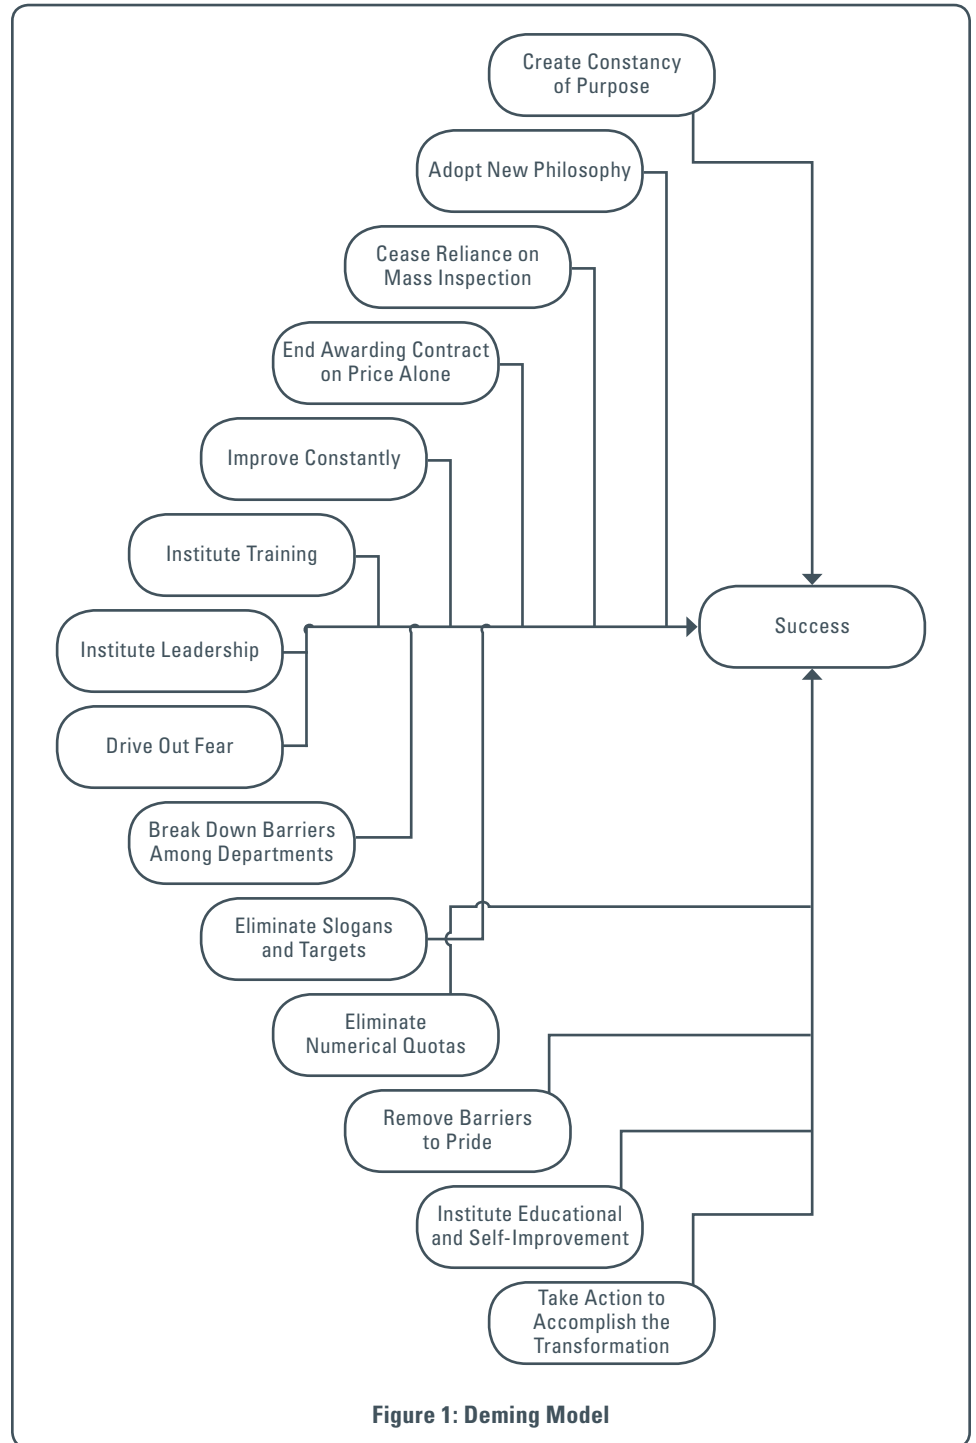 Create Constancy
of Purpose
Adopt New Philosophy
Cease Reliance on
Mass Inspection
End Awarding Contract
on Price Alone
Improve Constantly
Institute Training
Institute Leadership
Success
Drive Out Fear
Break Down Barriers
Among Departments
Eliminate Slogans
and Targets
Eliminate
Numerical Quotas
Remove Barriers
to Pride
Institute Educational
and Self-Improvement
Take Action to
Accomplish the
Transformation
Figure 1: Deming Model